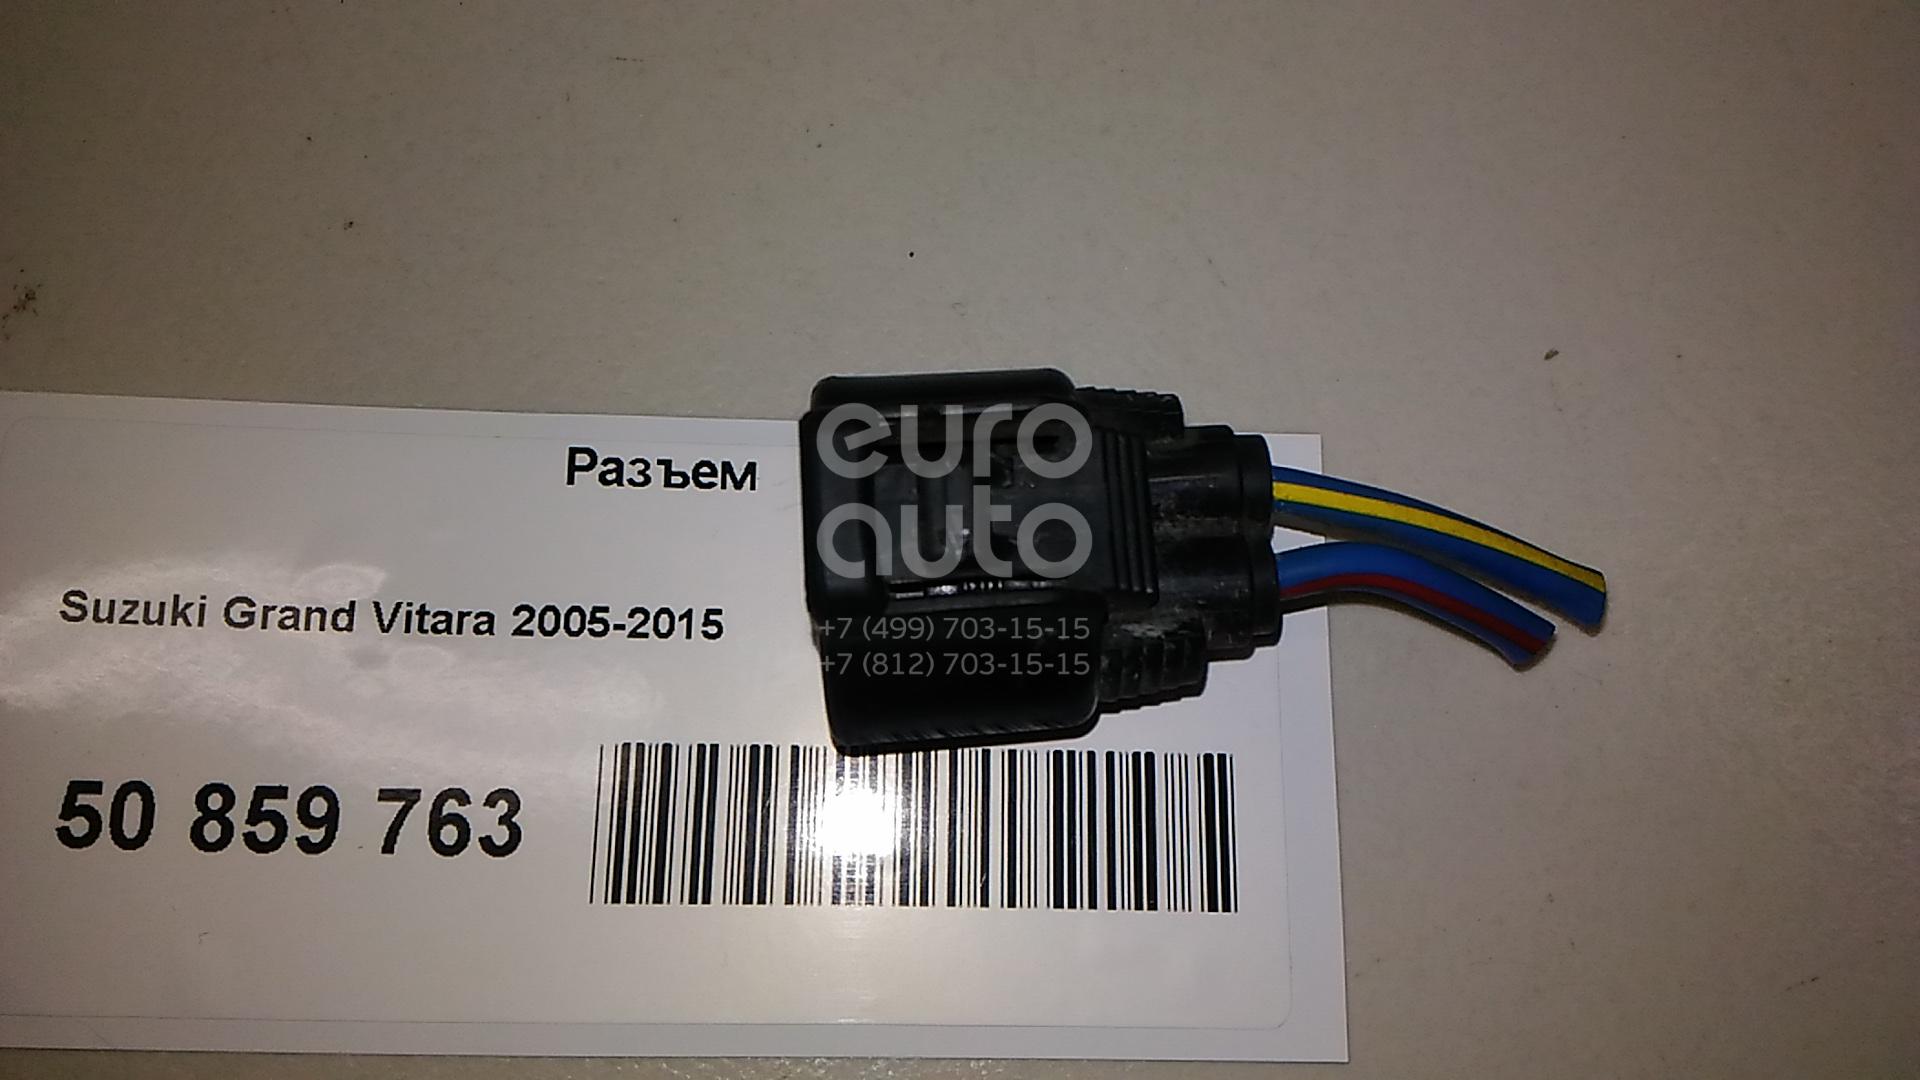 Разъем
Suzuki Grand Vitara 2005-2015
50 859 763
euro
auto
+7 (499) 703-15-15
+7 (812) 703-15-15